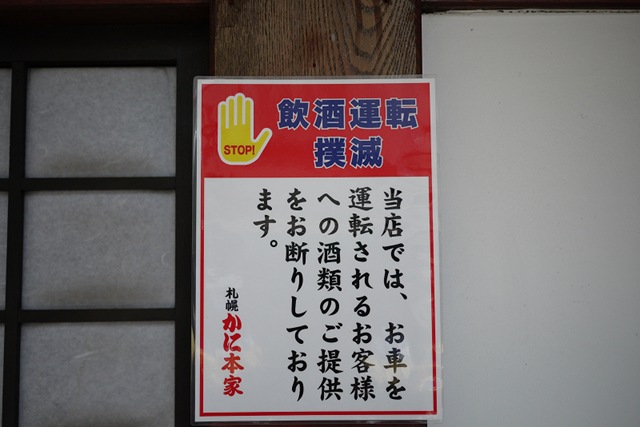 STOP!
飲酒運転
撲滅
当店では、お車を
運転されるお客様
への酒類のご提供
をお断りしており
ます。
札幌
かに本家